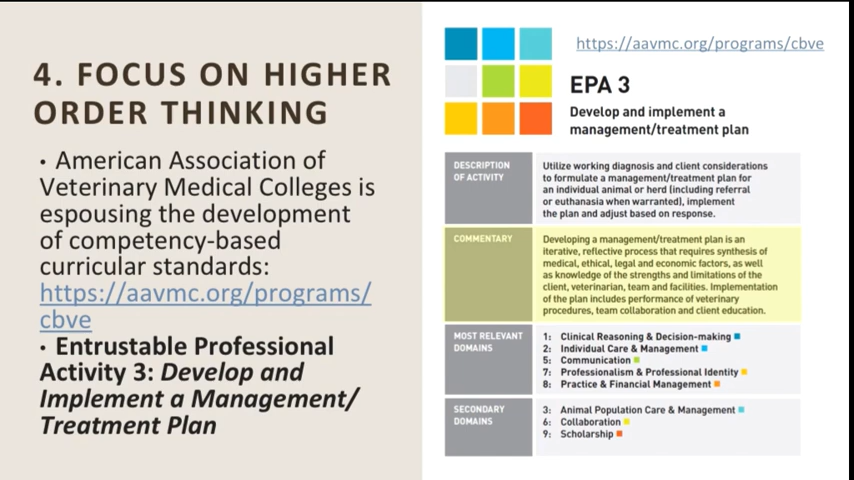 4. FOCUS ON HIGHER
ORDER THINKING
• American Association of
Veterinary Medical Colleges is
espousing the development
of competency-based
curricular standards:
https://aavmc.org/programs/
cbve
• Entrustable Professional
Activity 3: Develop and
Implement a Management/
Treatment Plan
https://aavmc.org/programs/cbve
EPA 3
Develop and implement a
management/treatment plan
DESCRIPTION
OF ACTIVITY
Utilize working diagnosis and client considerations
to formulate a management/treatment plan for
an individual animal or herd (including referral
or euthanasia when warranted), implement
the plan and adjust based on response.
COMMENTARY
Developing a management/treatment plan is an
iterative, reflective process that requires synthesis of
medical, ethical, legal and economic factors, as well
as knowledge of the strengths and limitations of the
client, veterinarian, team and facilities. Implementation
of the plan includes performance of veterinary
procedures, team collaboration and client education.
MOST RELEVANT
DOMAINS
1: Clinical Reasoning & Decision-making
2: Individual Care & Management
5: Communication
7: Professionalism & Professional Identity
8: Practice & Financial Management
SECONDARY
DOMAINS
3: Animal Population Care & Management
6: Collaboration
9: Scholarship